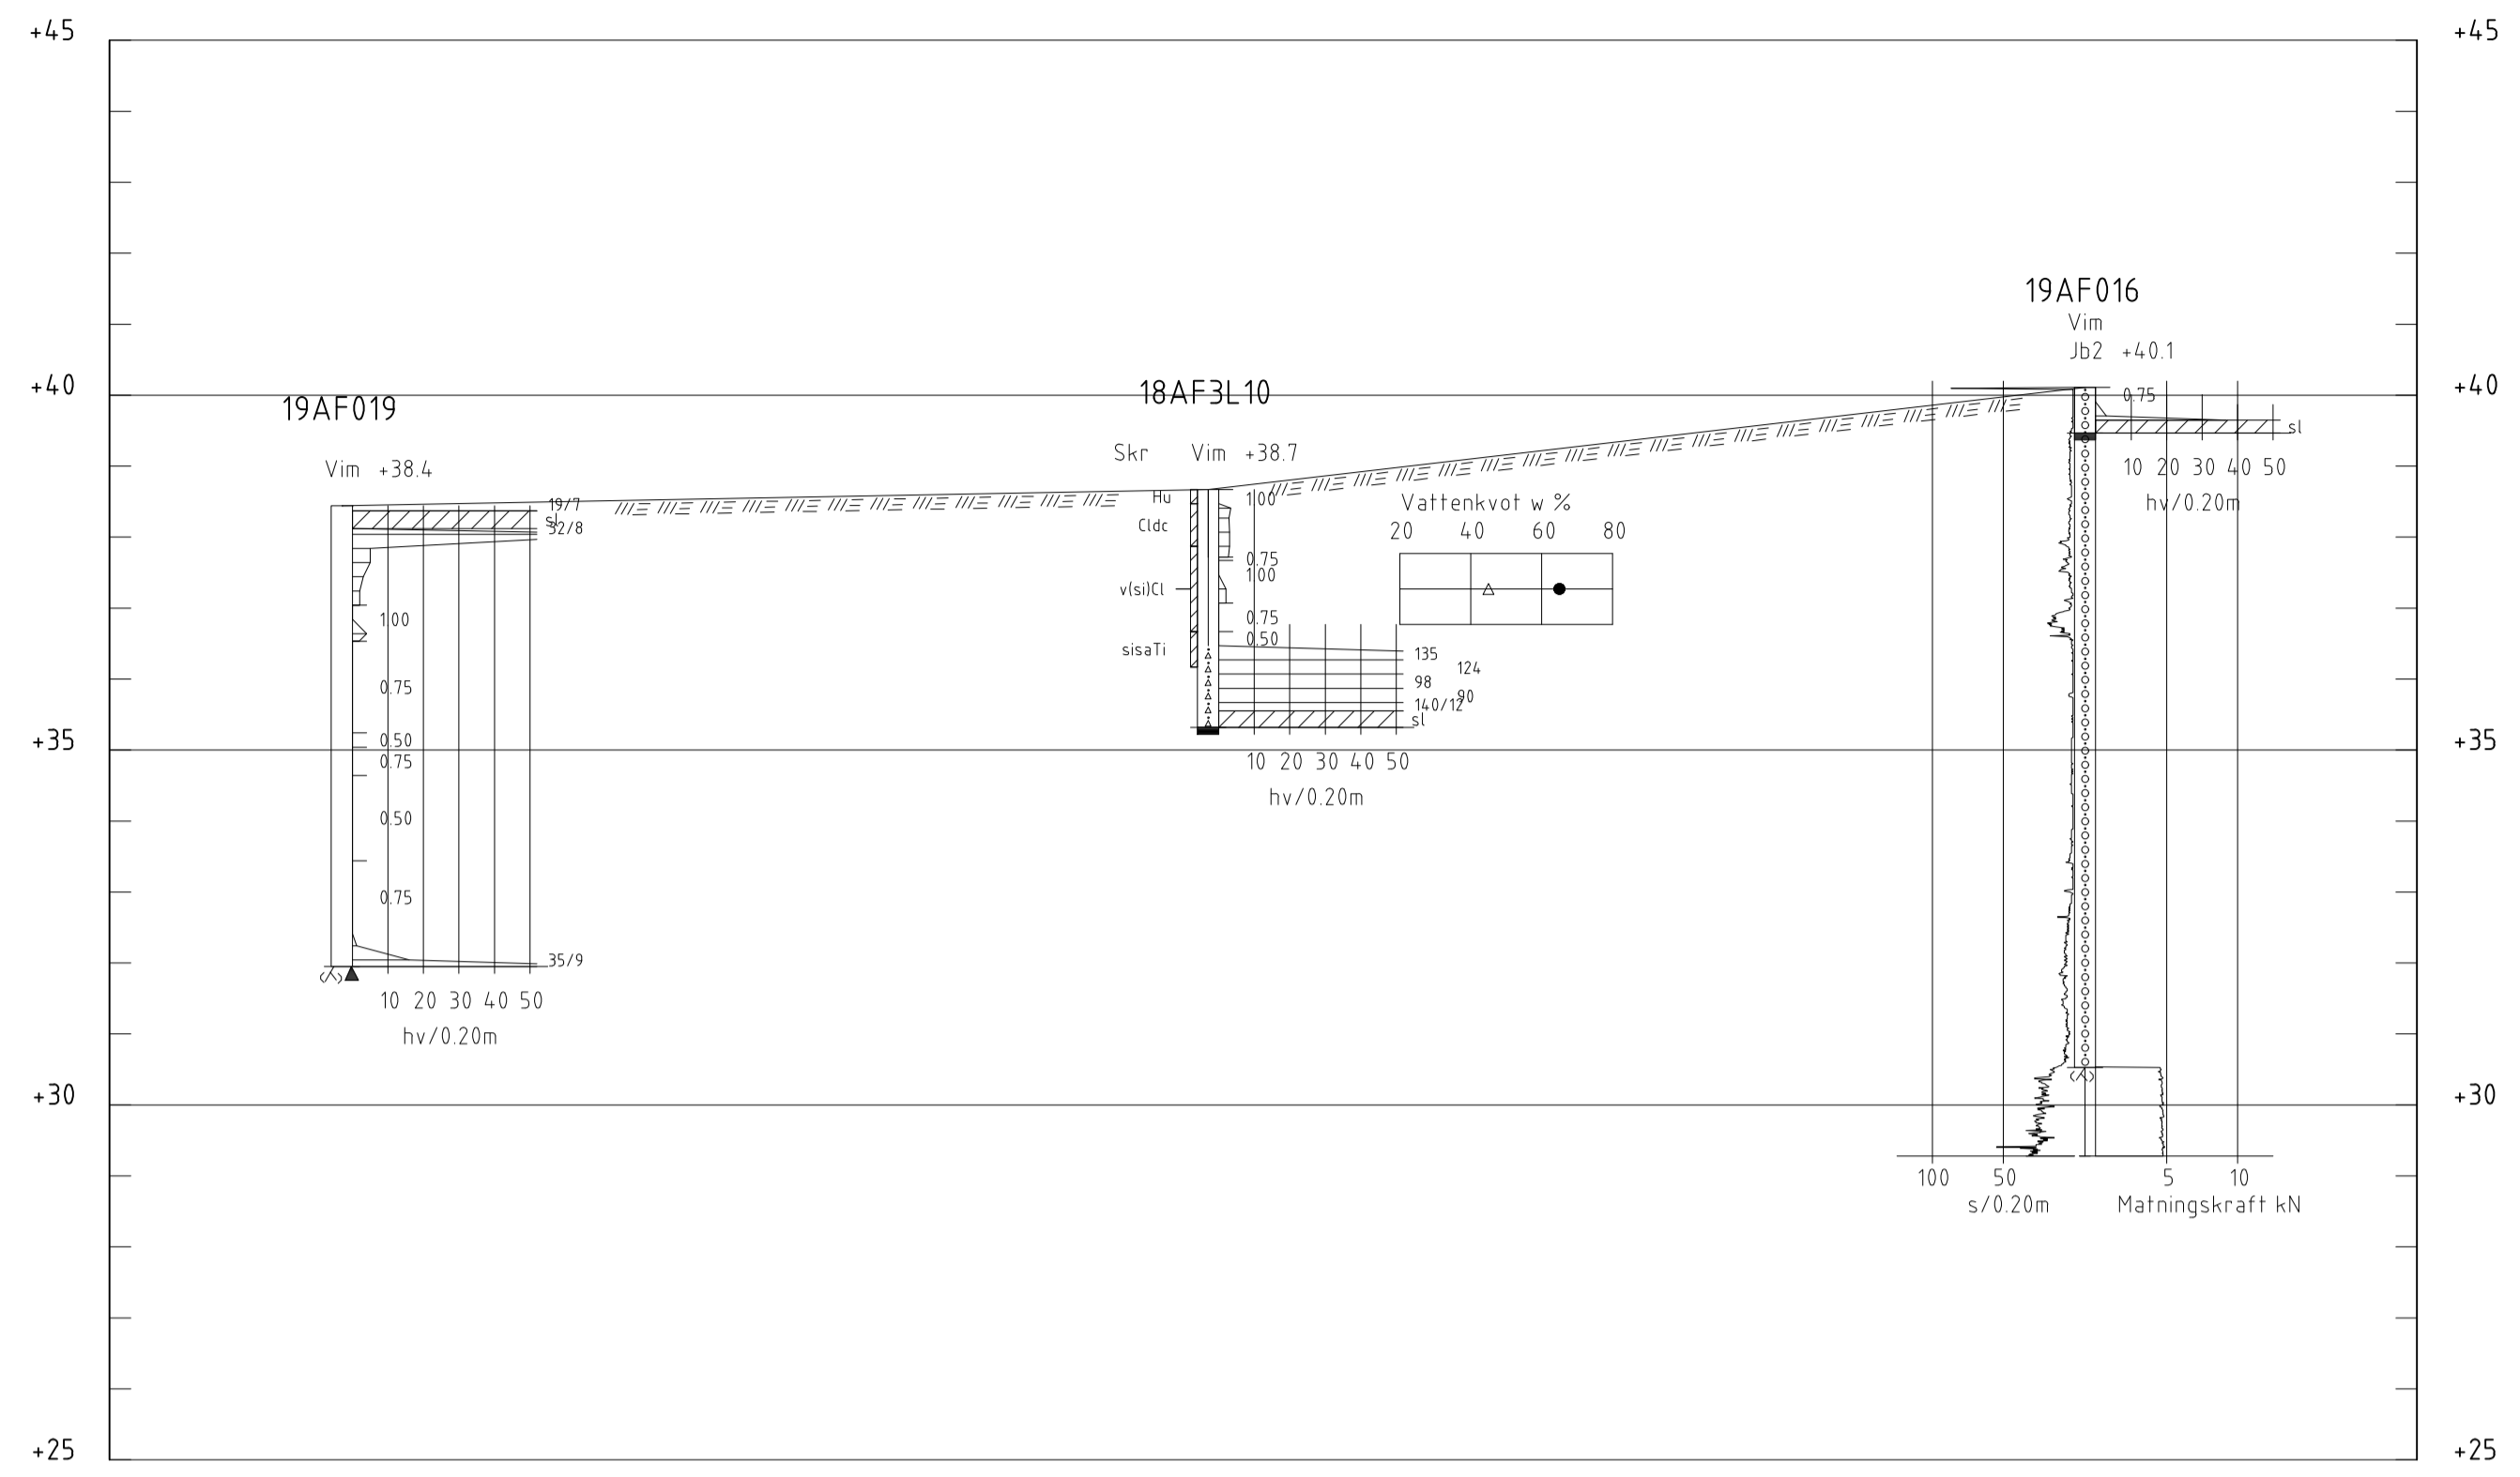 +45 +45
19AF016
Vim
Jb2 +40.1
+40 +40
19AF019
18AF3L10
0.75
sl
Skr Vim +38.7
Vim +38.4
10 20 30 40 50
hv/0.20m
Hu
1.00
Vattenkvot w %
20 40 60 80
19/7
sl
32/8
Cldc
0.75
1.00
v(si)Cl
0.75
0.50
1.00
sisaTi
135
124
98
90
140/12
sl
0.75
0.50
0.75
+35 +35
10 20 30 40 50
hv/0.20m
0.50
0.75
35/9
10 20 30 40 50
hv/0.20m
+30 +30
100 50
s/0.20m
5 10
Matningskraft kN
+25 +25